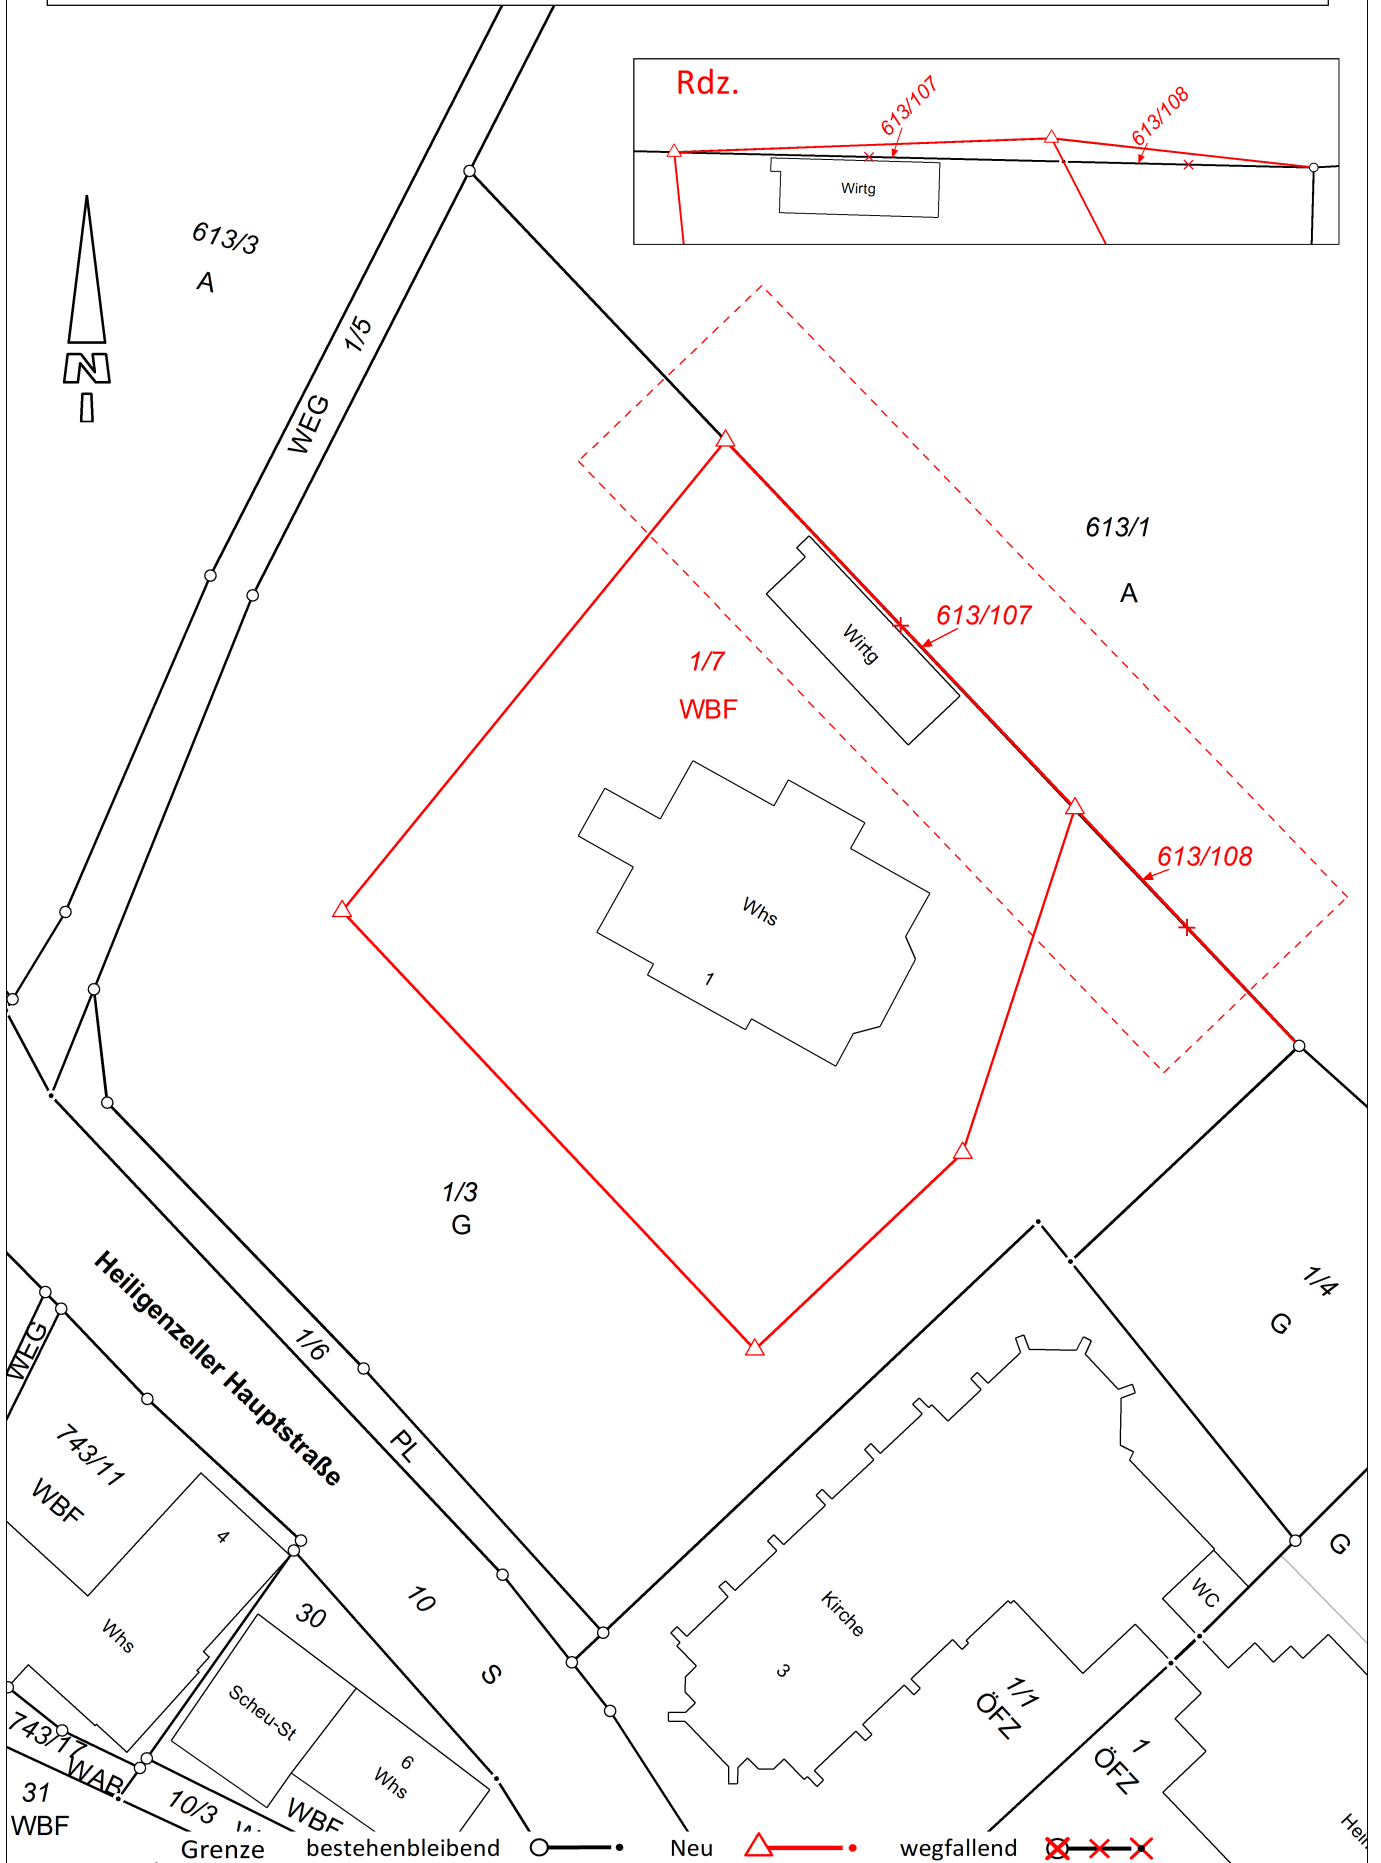 Rdz.
613/107
613/108
Wirtg
613/3
A
1/5
WEG
N
613/1
A
613/107
Wirtg
1/7
WBF
613/108
Whs
1
1/3
G
1/4
G
Heiligenzeller Hauptstraße
1/6
PL
WEG
743/11
WBF
4
Whs
10
S
30
Scheu-St
6
Whs
WBF
Kirche
3
WC
G
1/1
ÖFZ
1
ÖFZ
743/17
WAB
31
WBF
10/3
Grenze bestehenbleibend Neu wegfallend